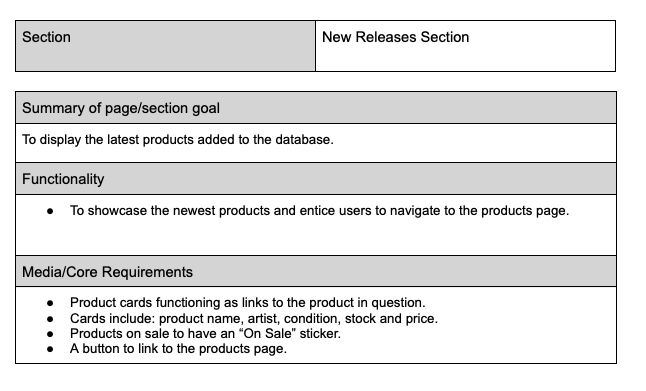 Section
New Releases Section
Summary of page/section goal
To display the latest products added to the database.
Functionality
● To showcase the newest products and entice users to navigate to the products page.
Media/Core Requirements
● Product cards functioning as links to the product in question.
● Cards include: product name, artist, condition, stock and price.
● Products on sale to have an “On Sale” sticker.
● A button to link to the products page.